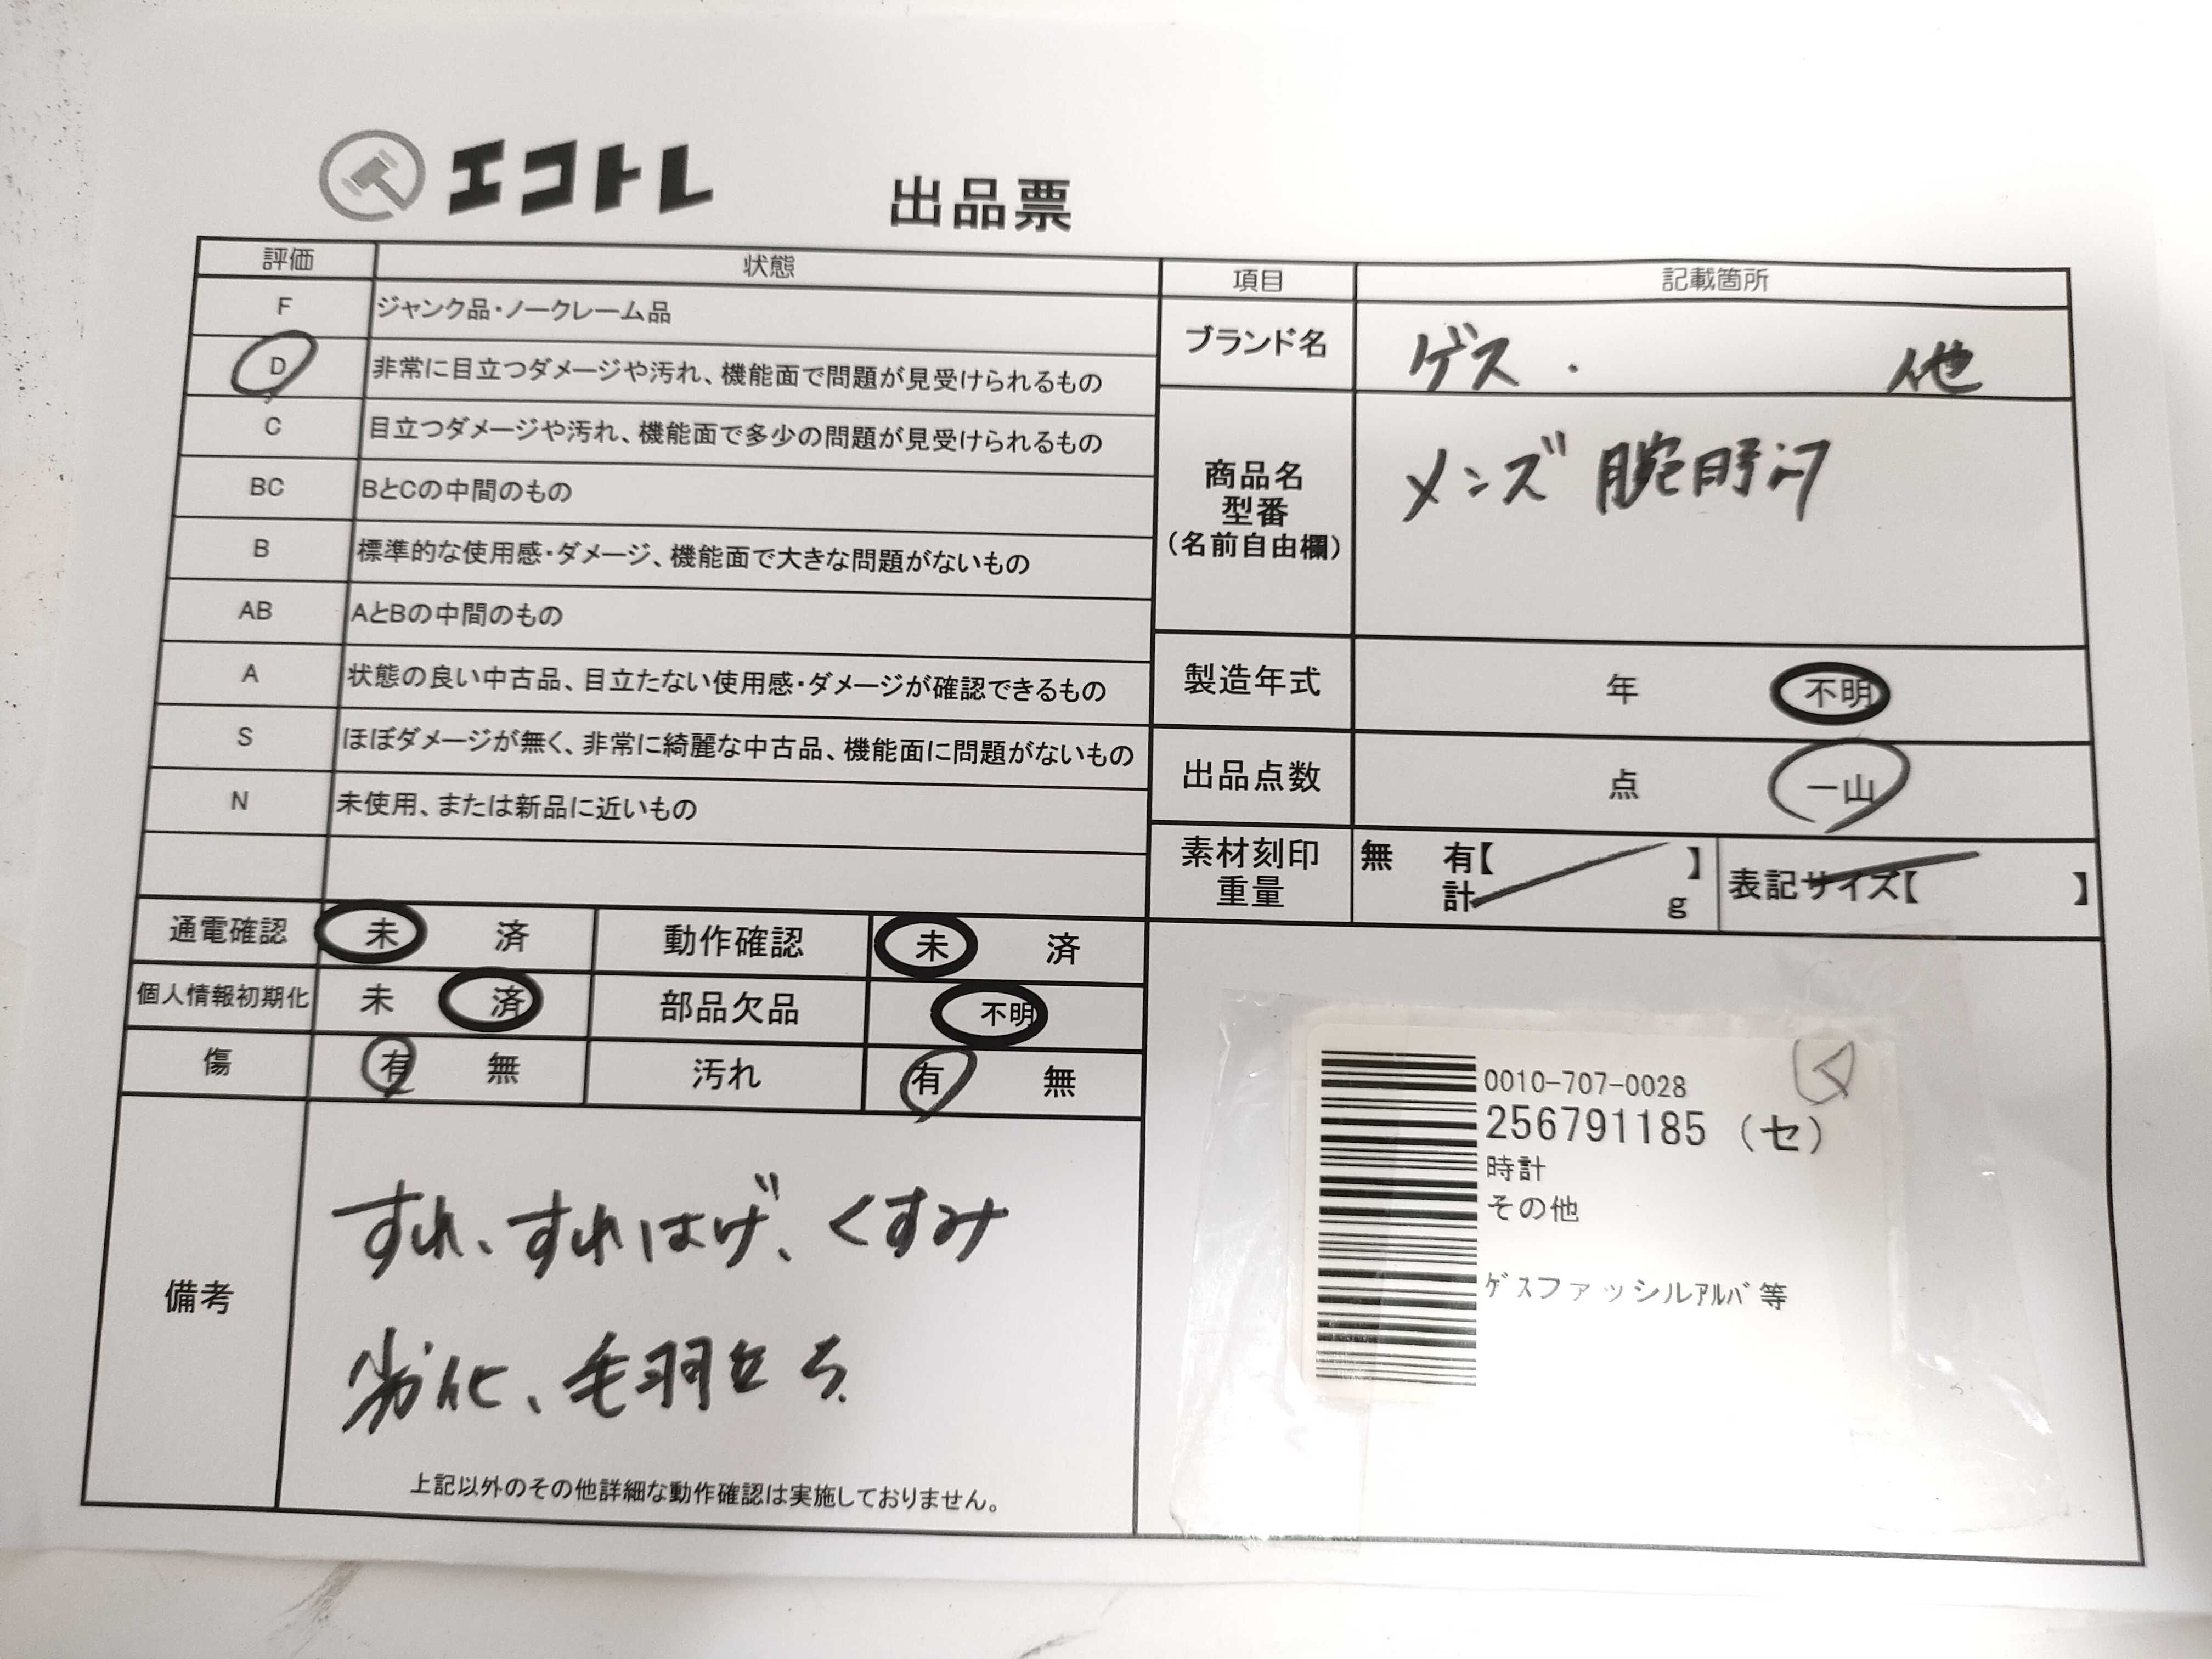 エコトレ 出品票
評価 状態
F ジャンク品・ノークレーム品
D 非常に目立つダメージや汚れ、機能面で問題が見受けられるもの
C 目立つダメージや汚れ、機能面で多少の問題が見受けられるもの
BC BとCの中間のもの
B 標準的な使用感・ダメージ、機能面で大きな問題がないもの
AB AとBの中間のもの
A 状態の良い中古品、目立たない使用感・ダメージが確認できるもの
S ほぼダメージが無く、非常に綺麗な中古品、機能面に問題がないもの
N 未使用、または新品に近いもの
通電確認 未 済 動作確認 未 済
個人情報初期化 未 済 部品欠品 不明
傷 有 無 汚れ 有 無
備考
すれ、すれはげ、くすみ
劣化、毛羽立ち
上記以外のその他詳細な動作確認は実施しておりません。
項目 記載箇所
ブランド名 ゲス . 他
商品名
型番
(名前自由欄)
メンズ 腕時計
製造年式 年 不明
出品点数 点 一山
素材刻印 無 有【 】 表記サイズ【 】
重量 計 g
0010-707-0028
256791185 (セ)
時計
その他
ｹﾞｽファッシルｱﾙﾊﾞ等